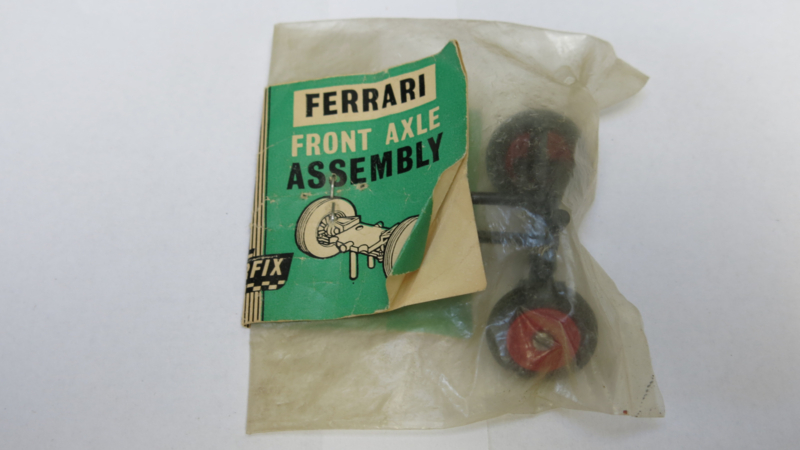 FERRARI
FRONT AXLE
ASSEMBLY
FIX